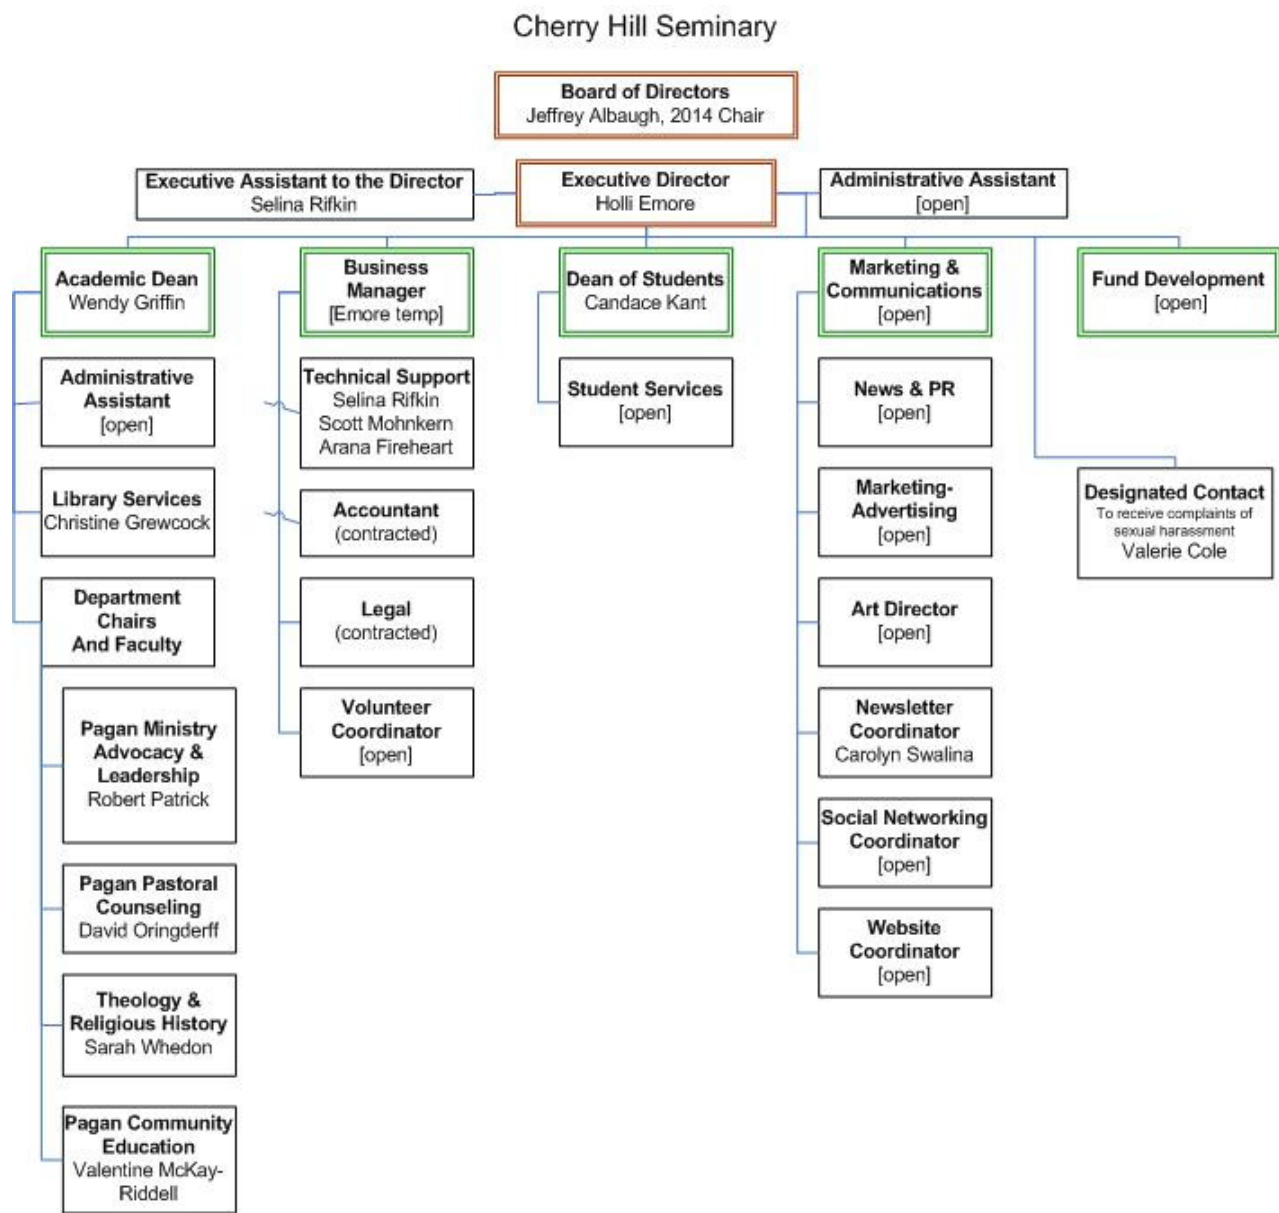 Cherry Hill Seminary
Board of Directors
Jeffrey Albaugh, 2014 Chair
Executive Assistant to the Director
Selina Rifkin
Executive Director
Holli Emore
Administrative Assistant
[open]
Academic Dean
Wendy Griffin
Business
Manager
[Emore temp]
Dean of Students
Candace Kant
Marketing &
Communications
[open]
Fund Development
[open]
Administrative
Assistant
[open]
Technical Support
Selina Rifkin
Scott Mohnkern
Arana Fireheart
Student Services
[open]
News & PR
[open]
Library Services
Christine Grewcock
Accountant
(contracted)
Marketing-
Advertising
[open]
Designated Contact
To receive complaints of
sexual harassment
Valerie Cole
Department
Chairs
And Faculty
Legal
(contracted)
Art Director
[open]
Pagan Ministry
Advocacy &
Leadership
Robert Patrick
Volunteer
Coordinator
[open]
Newsletter
Coordinator
Carolyn Swalina
Social Networking
Coordinator
[open]
Pagan Pastoral
Counseling
David Oringderff
Website
Coordinator
[open]
Theology &
Religious History
Sarah Whedon
Pagan Community
Education
Valentine McKay-
Riddell